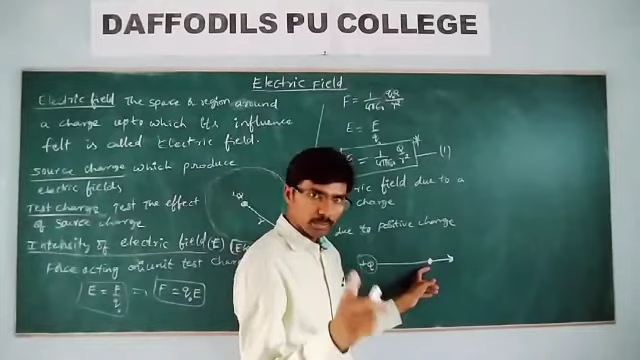 DAFFODILS PU COLLEGE
Electric Field
Electric field The space & region around
a charge upto which its influence
felt is called Electric field.
Source charge which produce
electric fields
Test charge Test the effect
of source charge
Intensity of electric field (E)
Force acting on unit test
E = F/q₀ ⇒ F = q₀E
+Q
F = 1/4πε₀ qQ/r²
E = F/q
= 1/4πε₀ Q/r² (1)
field due to a
charge
due to positive charge
+Q